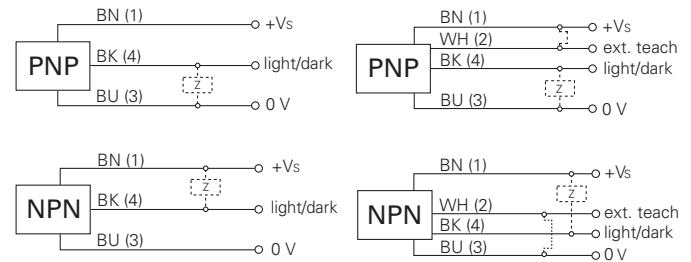 BN (1)
+Vs
PNP
BK (4)
light/dark
Z
BU (3)
0 V
BN (1)
+Vs
WH (2)
ext. teach
PNP
BK (4)
light/dark
Z
BU (3)
0 V
BN (1)
+Vs
Z
NPN
BK (4)
light/dark
BU (3)
0 V
BN (1)
+Vs
Z
NPN
WH (2)
ext. teach
BK (4)
light/dark
BU (3)
0 V